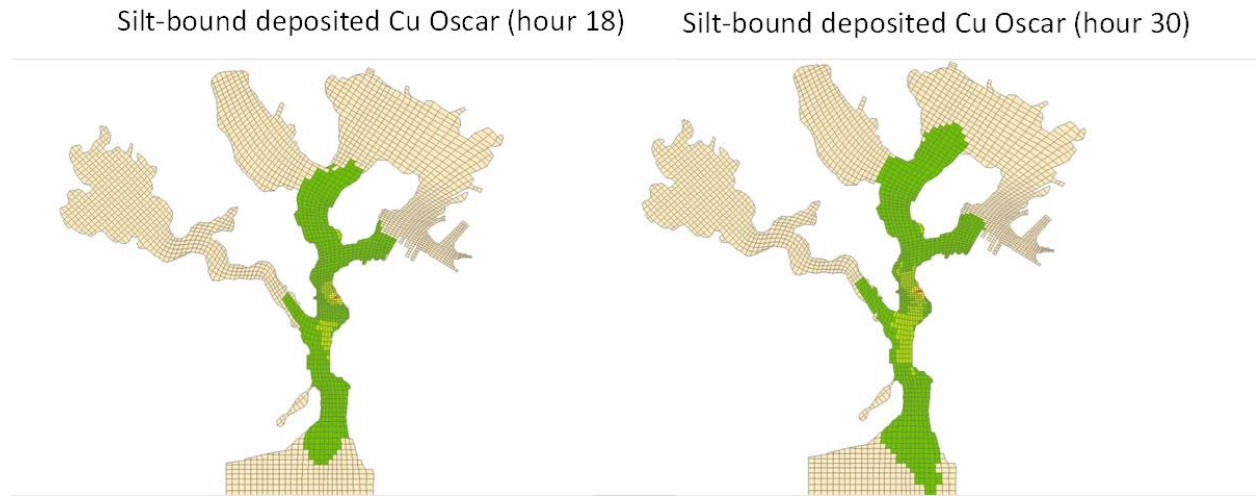 Silt-bound deposited Cu Oscar (hour 18)
Silt-bound deposited Cu Oscar (hour 30)